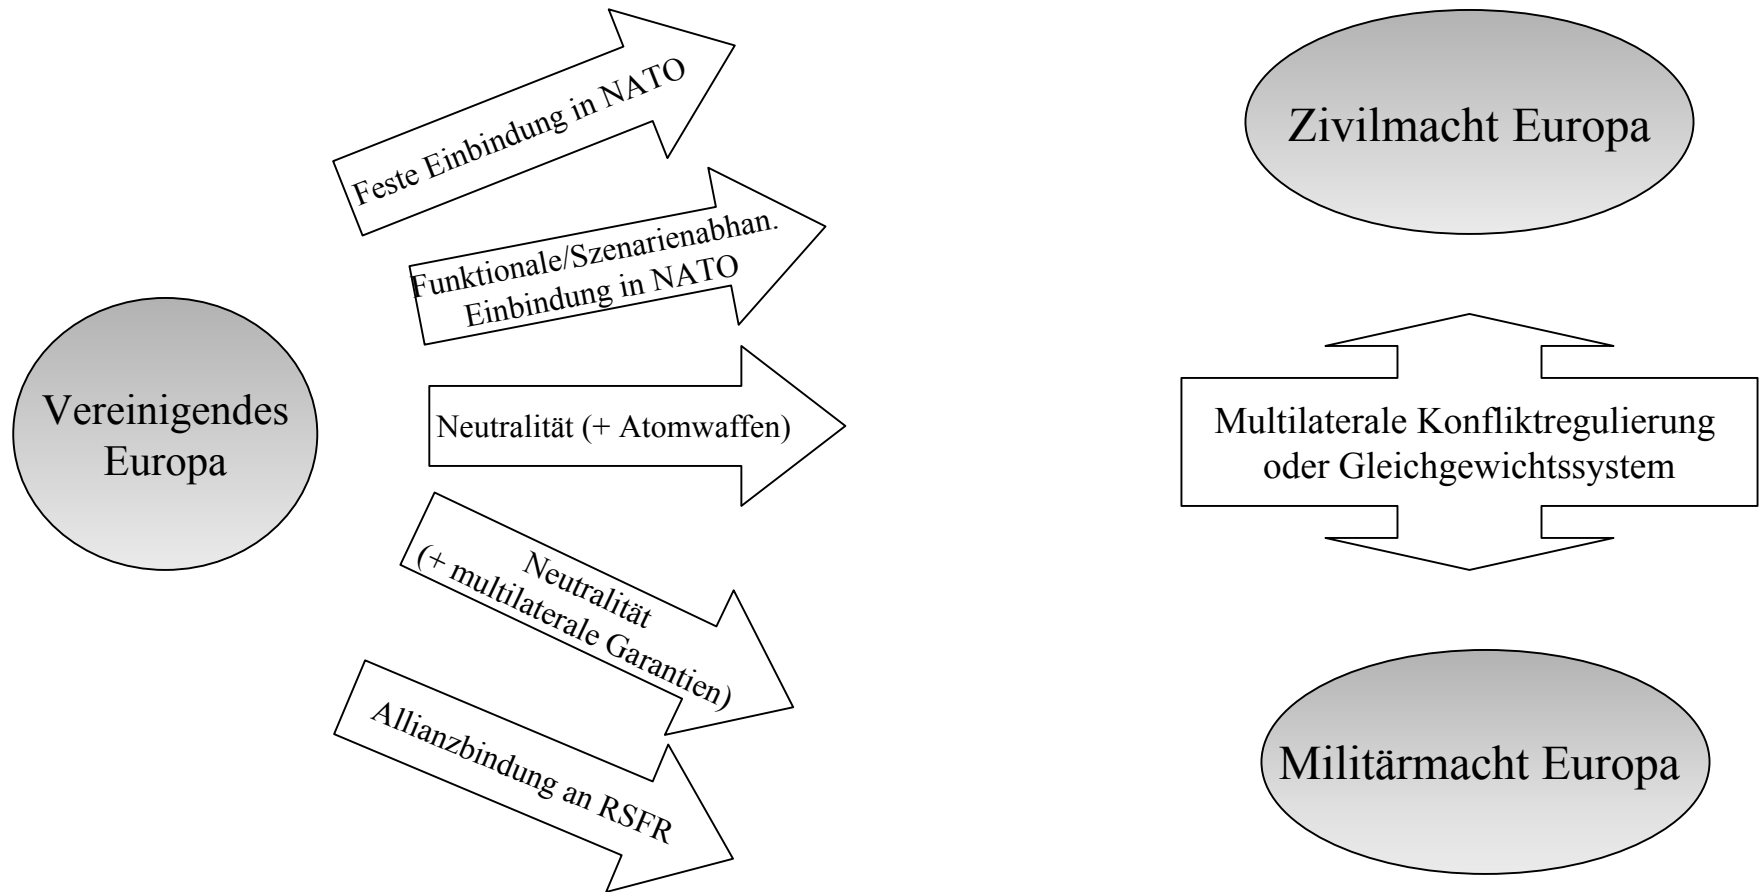 Feste Einbindung in NATO
Funktionale/Szenarienabhan.
Einbindung in NATO
Vereinigendes
Europa
Neutralität (+ Atomwaffen)
Neutralität
(+ multilaterale Garantien)
Allianzbindung an RSFR
Zivilmacht Europa
Multilaterale Konfliktregulierung
oder Gleichgewichtssystem
Militärmacht Europa